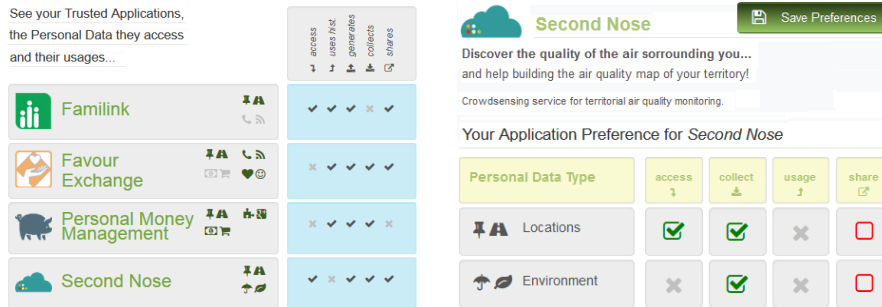 See your Trusted Applications,
the Personal Data they access
and their usages...
access
uses hist.
generates
collects
shares
Familink
Favour
Exchange
Personal Money
Management
Second Nose
Second Nose
Save Preferences
Discover the quality of the air sorrounding you...
and help building the air quality map of your territory!
Crowdsensing service for territorial air quality monitoring.
Your Application Preference for Second Nose
Personal Data Type access collect usage share
Locations
Environment